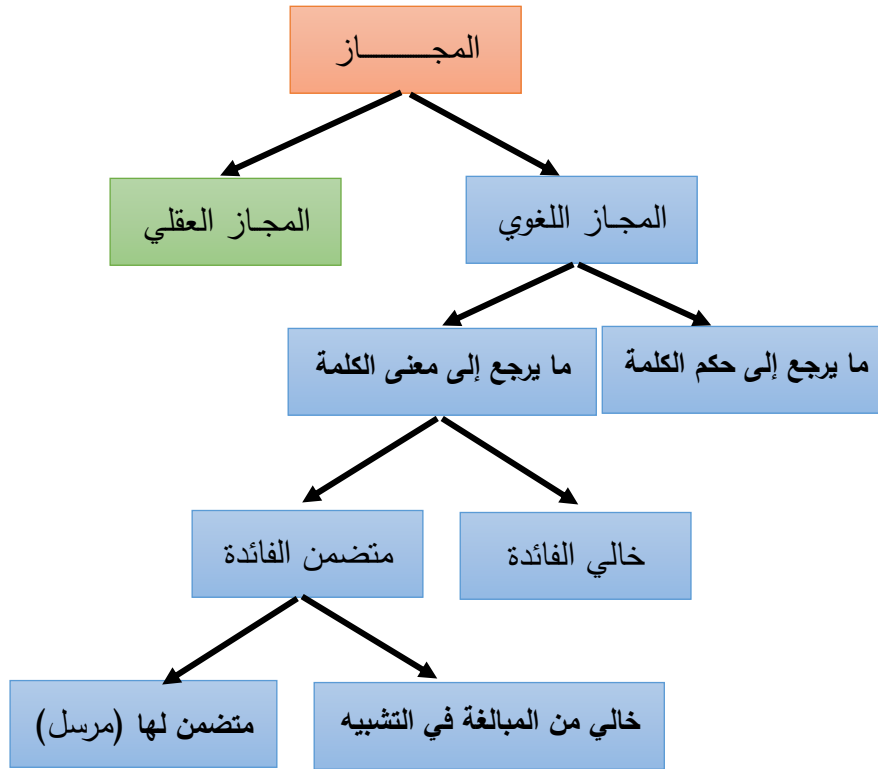 المجـــــــاز
المجـاز اللغوي
المجـاز العقلي
ما يرجع إلى حكم الكلمة
ما يرجع إلى معنى الكلمة
خالي الفائدة
متضمن الفائدة
خالي من المبالغة في التشبيه
متضمن لها (مرسل)